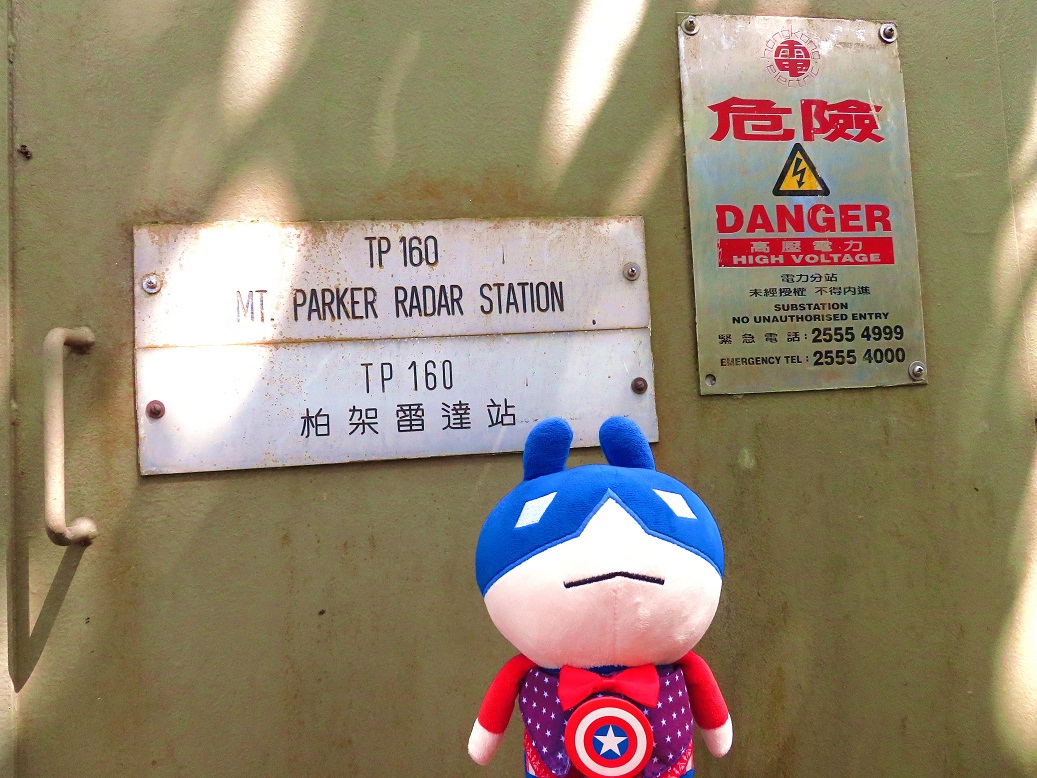 TP 160
MT. PARKER RADAR STATION
TP 160
柏架雷達站
hongkong
電
electric
危險
DANGER
高壓電力
HIGH VOLTAGE
電力分站
未經授權 不得內進
SUBSTATION
NO UNAUTHORISED ENTRY
緊急電話：2555 4999
EMERGENCY TEL : 2555 4000